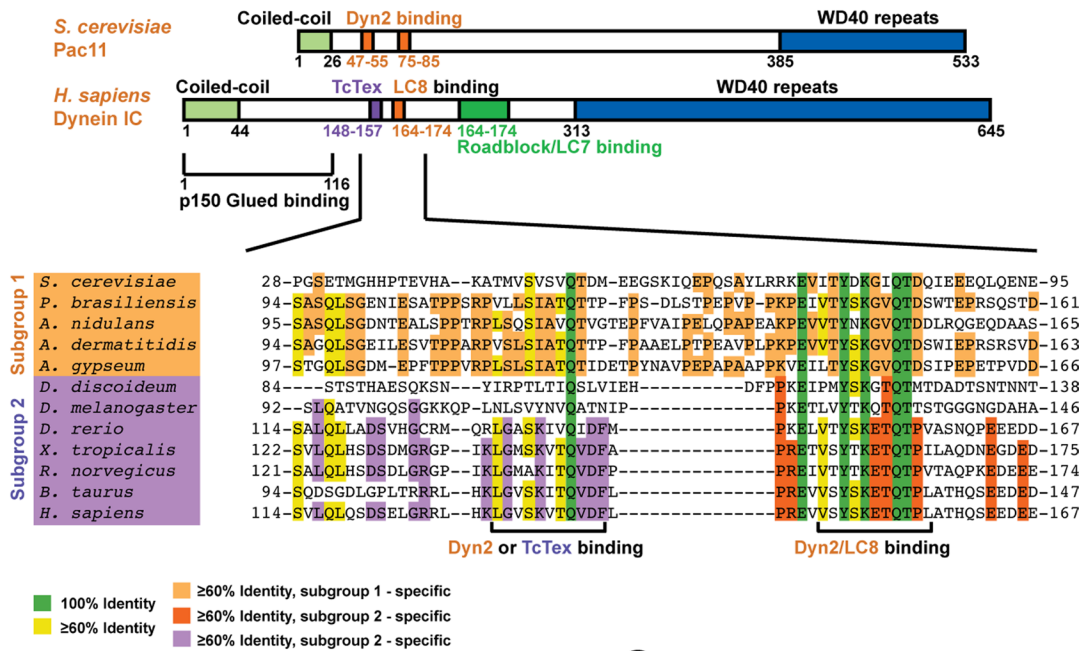 Coiled-coil Dyn2 binding WD40 repeats
S. cerevisiae
Pac11
1 26 47-55 75-85 385 533
H. sapiens
Dynein IC
Coiled-coil TcTex LC8 binding WD40 repeats
1 44 148-157 164-174 164-174 313 645
Roadblock/LC7 binding
1 116
p150 Glued binding
Subgroup 1
S. cerevisiae 28-PGSETMGHHPTEVHA--KATMVSVSVQTDM-EEGSKIQEPQSAYLRRKEVITYDKGIQTDQIEEEQLQENE-95
P. brasiliensis 94-SASQLSGENIESATPPSRPVLLSIATQTTP-FPS-DLSTPEPVP-PKPEIVTYDKGVQTDSWTEPRSQSTD-161
A. nidulans 95-SASQLSGDNTEALSPPTRPLSQSIAVQTVGTEPFVAIPELQPAPEAKPEVVTYNKGVQTDDLRQGEQDAAS-165
A. dermatitidis 94-SAGQLSGEILESVTPPARPVSLSIATQTTP-FPAAELPTPEAVPLPKPEVLTYSKGVQTDSWIEPRSRSVD-163
A. gypseum 97-STGQLSGDM-EPFTPPVRPLSLSIATQTIDETPYNAVPEPAPAAPPKPEVITYSKGVQTDSIPEPETPVDD-166
Subgroup 2
D. discoideum 84---STSTHAESQKSN---YIRPTLTIQSLVIEH--------DFPPKEIPMYSKGTQTMTDADTSNTNNT-138
D. melanogaster 92--SLQATVNGQSGGKKQP-LNLSVYNVQATNIP------------PKETLVYTKQTQTTSTGGGNGDAHA-146
D. rerio 114-SALQLLADSVHGCRM--QRLGASKIVQIDFM------------PKELVTYSKETQTPVASNQPEEEDD-167
X. tropicalis 122-SVLQLHSDSDMGRGP--IKLGMSKVTQVDFA------------PRETVSYTKETQTPILAQDNEGDED-175
R. norvegicus 121-SALQLHSDSDLGRGP--IKLGMAKITQVDFL------------PREIVTYTKETQTPVTAQPKEDEEE-174
B. taurus 94-SQDSGDLGPLTRRRL--HKLGVSKITQVDFL------------PREVVSYSKETQTPLATHQSEEDED-147
H. sapiens 114-SVLQLQSDSELGRRL--HKLGVSKVTQVDFL------------PREVVSYSKETQTPLATHQSEEDEE-167
Dyn2 or TcTex binding Dyn2/LC8 binding
100% Identity
≥60% Identity
≥60% Identity, subgroup 1 - specific
≥60% Identity, subgroup 2 - specific
≥60% Identity, subgroup 2 - specific